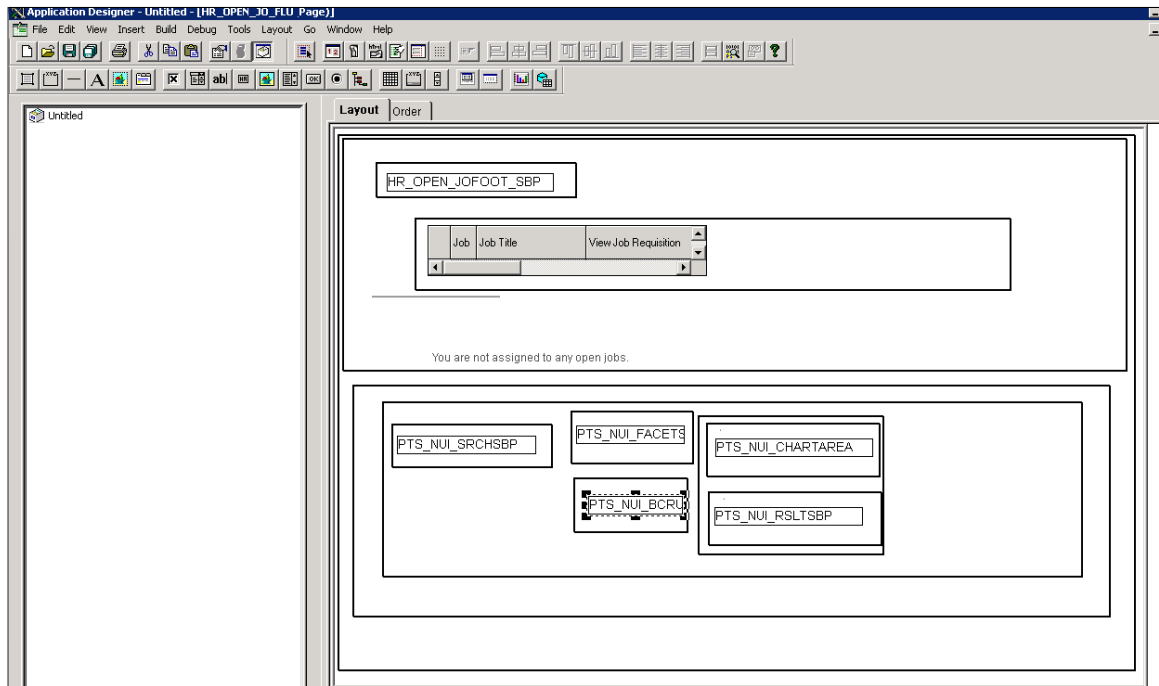 Application Designer - Untitled - [HR_OPEN_JO_FLU (Page)]
File Edit View Insert Build Debug Tools Layout Go Window Help
Untitled
Layout Order
HR_OPEN_JOFOOT_SBP
Job Job Title View Job Requisition
You are not assigned to any open jobs.
PTS_NUI_SRCHSBP
PTS_NUI_FACETS
PTS_NUI_CHARTAREA
PTS_NUI_BCRU
PTS_NUI_RSLTSBP